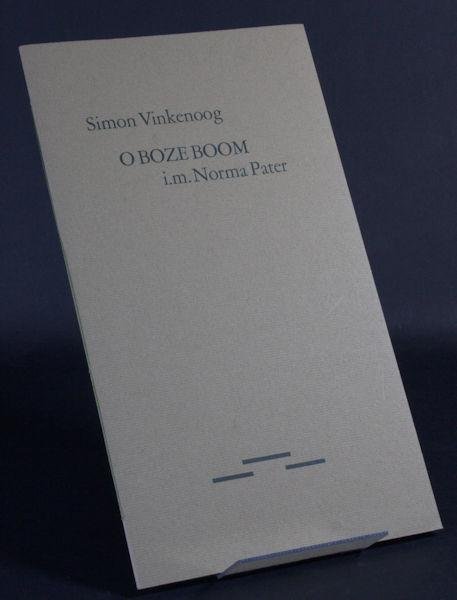 Simon Vinkenoog
O BOZE BOOM
i.m. Norma Pater